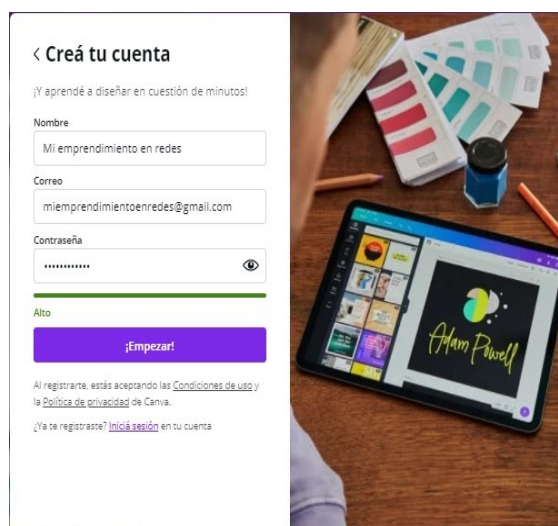 Creá tu cuenta
¡Y aprendé a diseñar en cuestión de minutos!
Nombre
Mi emprendimiento en redes
Correo
miemprendimientoenredes@gmail.com
Contraseña
••••••••••••
Alto
¡Empezar!
Al registrarte, estás aceptando las Condiciones de uso y
la Política de privacidad de Canva.
¿Ya te registraste? Iniciá sesión en tu cuenta
Adam Powell